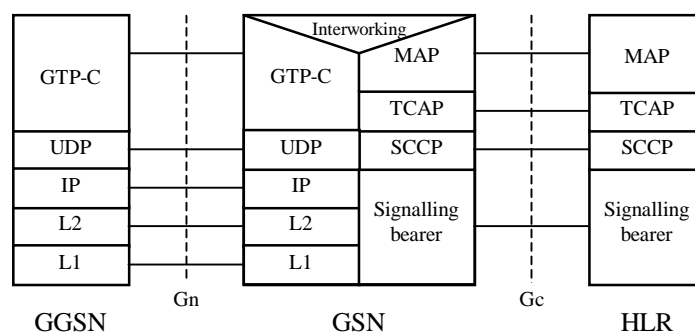 Interworking
GTP-C
GTP-C
MAP
MAP
TCAP
TCAP
UDP
UDP
SCCP
SCCP
IP
IP
L2
L2
Signalling
bearer
Signalling
bearer
L1
L1
Gn
Gc
GGSN
GSN
HLR